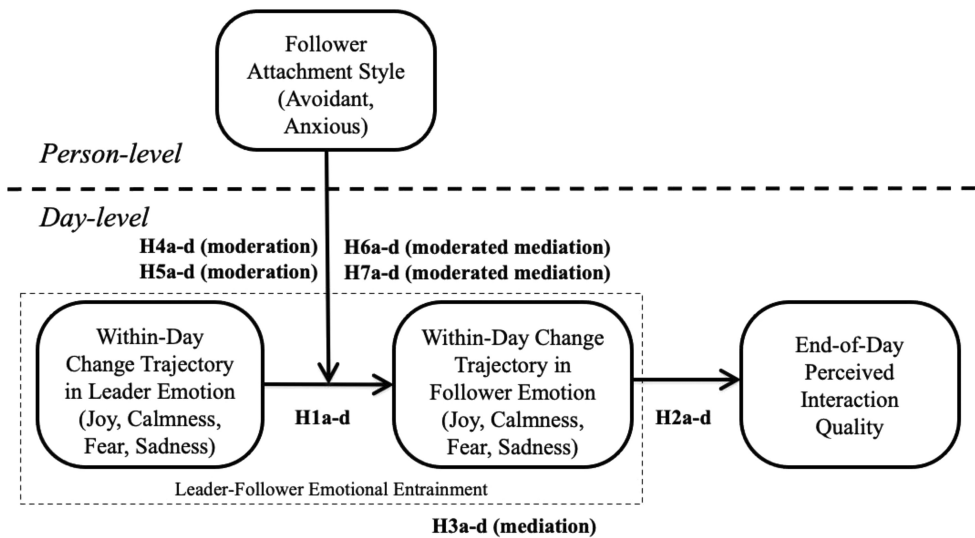 Follower
Attachment Style
(Avoidant,
Anxious)
Person-level
Day-level
H4a-d (moderation)
H5a-d (moderation)
H6a-d (moderated mediation)
H7a-d (moderated mediation)
Within-Day
Change Trajectory
in Leader Emotion
(Joy, Calmness,
Fear, Sadness)
H1a-d
Within-Day Change
Trajectory in
Follower Emotion
(Joy, Calmness,
Fear, Sadness)
H2a-d
End-of-Day
Perceived
Interaction
Quality
Leader-Follower Emotional Entrainment
H3a-d (mediation)